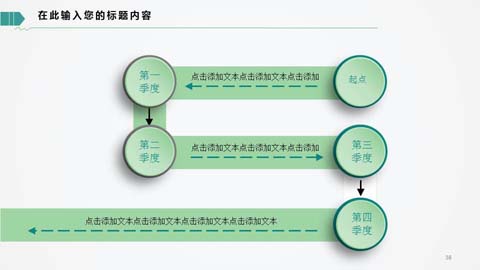 在此输入您的标题内容
第一
季度
点击添加文本点击添加文本点击添加
起点
第二
季度
点击添加文本点击添加文本点击添加
第三
季度
点击添加文本点击添加文本点击添加文本点击添加文本
第四
季度
38